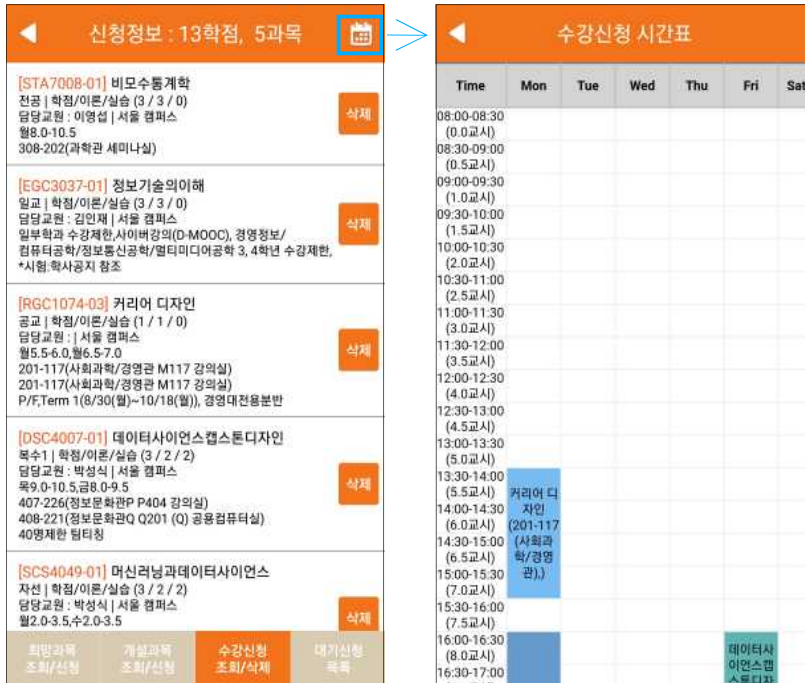 신청정보 : 13학점, 5과목
[STA7008-01] 비모수통계학
전공 | 학점/이론/실습 (3 / 3 / 0)
담당교원 : 이영섭 | 서울 캠퍼스
월8.0-10.5
308-202(과학관 세미나실)
삭제
[EGC3037-01] 정보기술의이해
일교 | 학점/이론/실습 (3 / 3 / 0)
담당교원 : 김인재 | 서울 캠퍼스
일부학과 수강제한,사이버강의(D-MOOC), 경영정보/
컴퓨터공학/정보통신공학/멀티미디어공학 3, 4학년 수강제한,
*시험:학사공지 참조
삭제
[RGC1074-03] 커리어 디자인
공교 | 학점/이론/실습 (1 / 1 / 0)
담당교원 : | 서울 캠퍼스
월5.5-6.0,월6.5-7.0
201-117(사회과학/경영관 M117 강의실)
201-117(사회과학/경영관 M117 강의실)
P/F,Term 1(8/30(월)~10/18(월)), 경영대전용분반
삭제
[DSC4007-01] 데이터사이언스캡스톤디자인
복수1 | 학점/이론/실습 (3 / 2 / 2)
담당교원 : 박성식 | 서울 캠퍼스
목9.0-10.5,금8.0-9.5
407-226(정보문화관P P404 강의실)
408-221(정보문화관Q Q201 (Q) 공용컴퓨터실)
40명제한 팀티칭
삭제
[SCS4049-01] 머신러닝과데이터사이언스
자선 | 학점/이론/실습 (3 / 2 / 2)
담당교원 : 박성식 | 서울 캠퍼스
월2.0-3.5,수2.0-3.5
삭제
희망과목
조회/신청
개설과목
조회/신청
수강신청
조회/삭제
대기신청
목록
수강신청 시간표
Time Mon Tue Wed Thu Fri Sat
08:00-08:30
(0.0교시)
08:30-09:00
(0.5교시)
09:00-09:30
(1.0교시)
09:30-10:00
(1.5교시)
10:00-10:30
(2.0교시)
10:30-11:00
(2.5교시)
11:00-11:30
(3.0교시)
11:30-12:00
(3.5교시)
12:00-12:30
(4.0교시)
12:30-13:00
(4.5교시)
13:00-13:30
(5.0교시)
13:30-14:00
(5.5교시)
14:00-14:30
(6.0교시)
14:30-15:00
(6.5교시)
15:00-15:30
(7.0교시)
15:30-16:00
(7.5교시)
16:00-16:30
(8.0교시)
16:30-17:00
커리어 디
자인
(201-117
(사회과
학/경영
관),)
데이터사
이언스캡
스톤디자